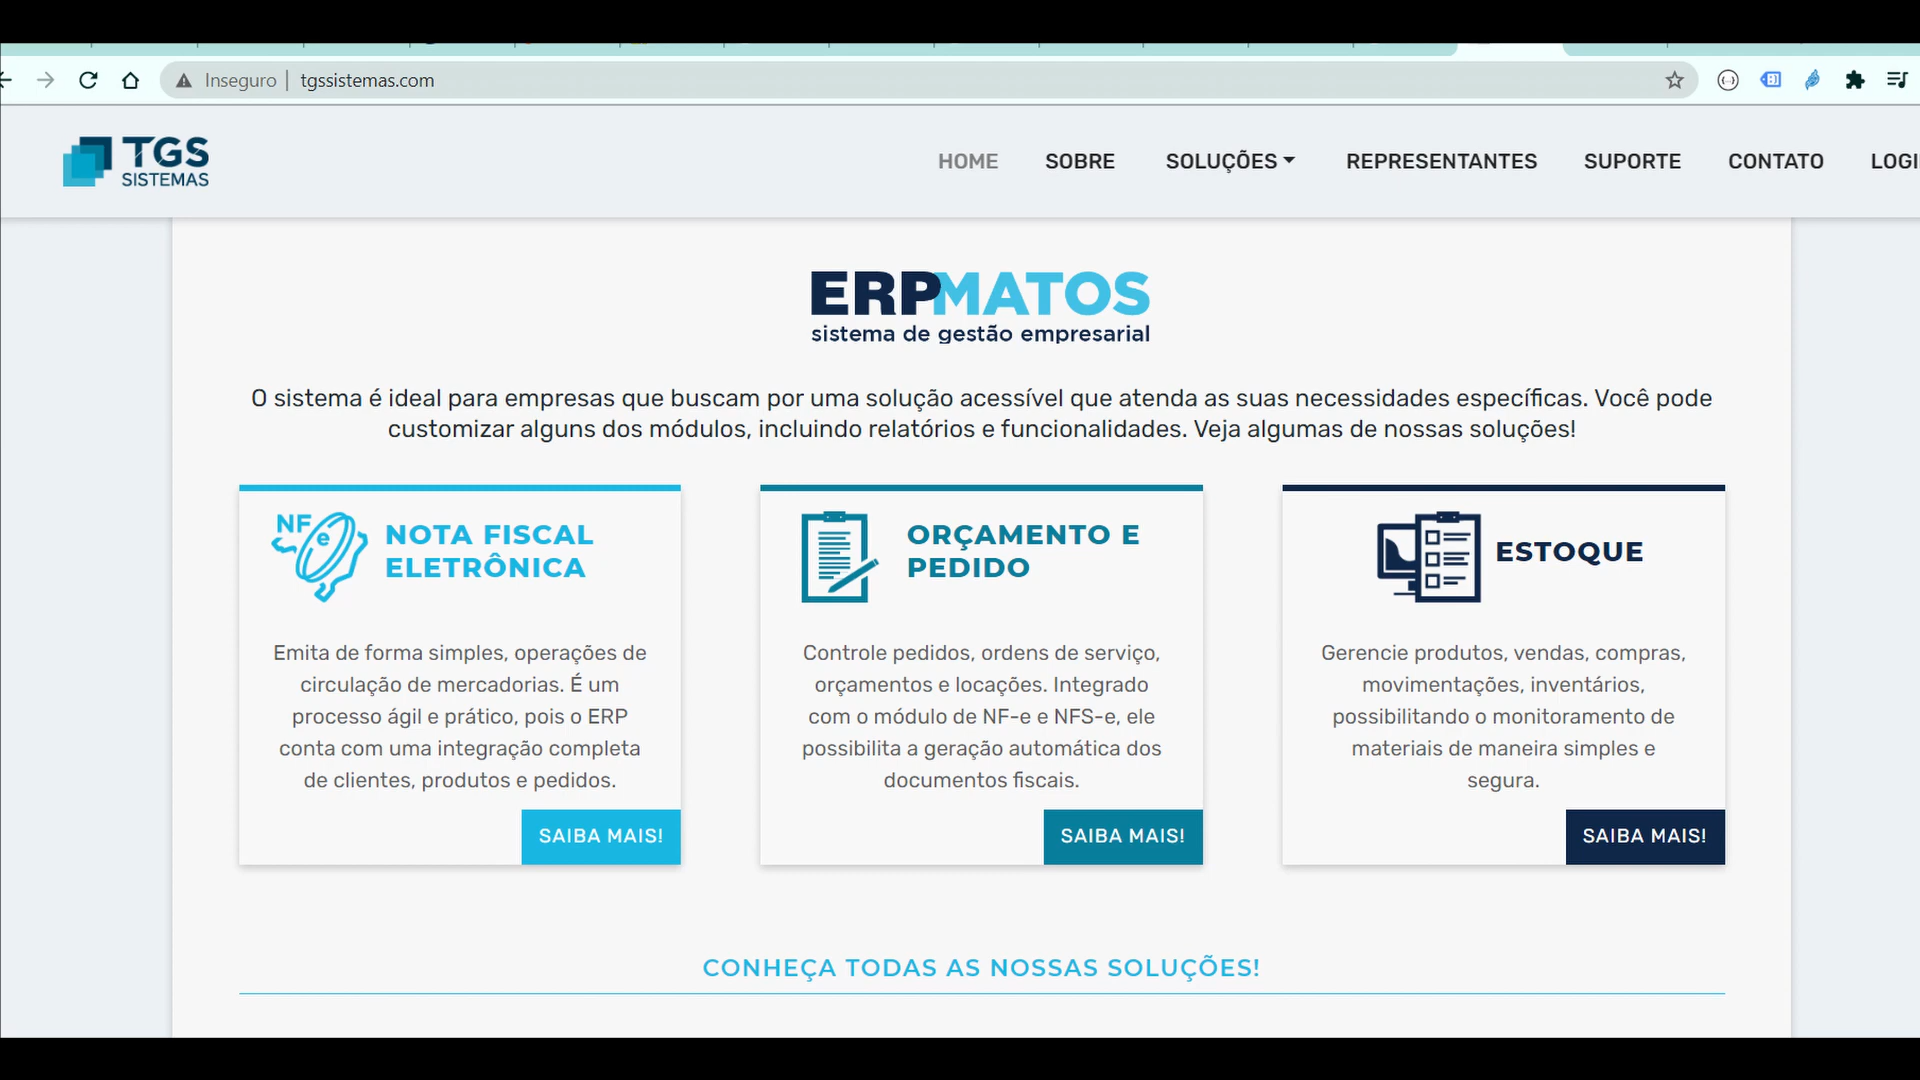 Inseguro | tgssistemas.com
TGS
SISTEMAS
HOME SOBRE SOLUÇÕES REPRESENTANTES SUPORTE CONTATO
ERPMATOS
sistema de gestão empresarial
O sistema é ideal para empresas que buscam por uma solução acessível que atenda as suas necessidades específicas. Você pode
customizar alguns dos módulos, incluindo relatórios e funcionalidades. Veja algumas de nossas soluções!
NF e
NOTA FISCAL
ELETRÔNICA
Emita de forma simples, operações de
circulação de mercadorias. É um
processo ágil e prático, pois o ERP
conta com uma integração completa
de clientes, produtos e pedidos.
SAIBA MAIS!
ORÇAMENTO E
PEDIDO
Controle pedidos, ordens de serviço,
orçamentos e locações. Integrado
com o módulo de NF-e e NFS-e, ele
possibilita a geração automática dos
documentos fiscais.
SAIBA MAIS!
ESTOQUE
Gerencie produtos, vendas, compras,
movimentações, inventários,
possibilitando o monitoramento de
materiais de maneira simples e
segura.
SAIBA MAIS!
CONHEÇA TODAS AS NOSSAS SOLUÇÕES!